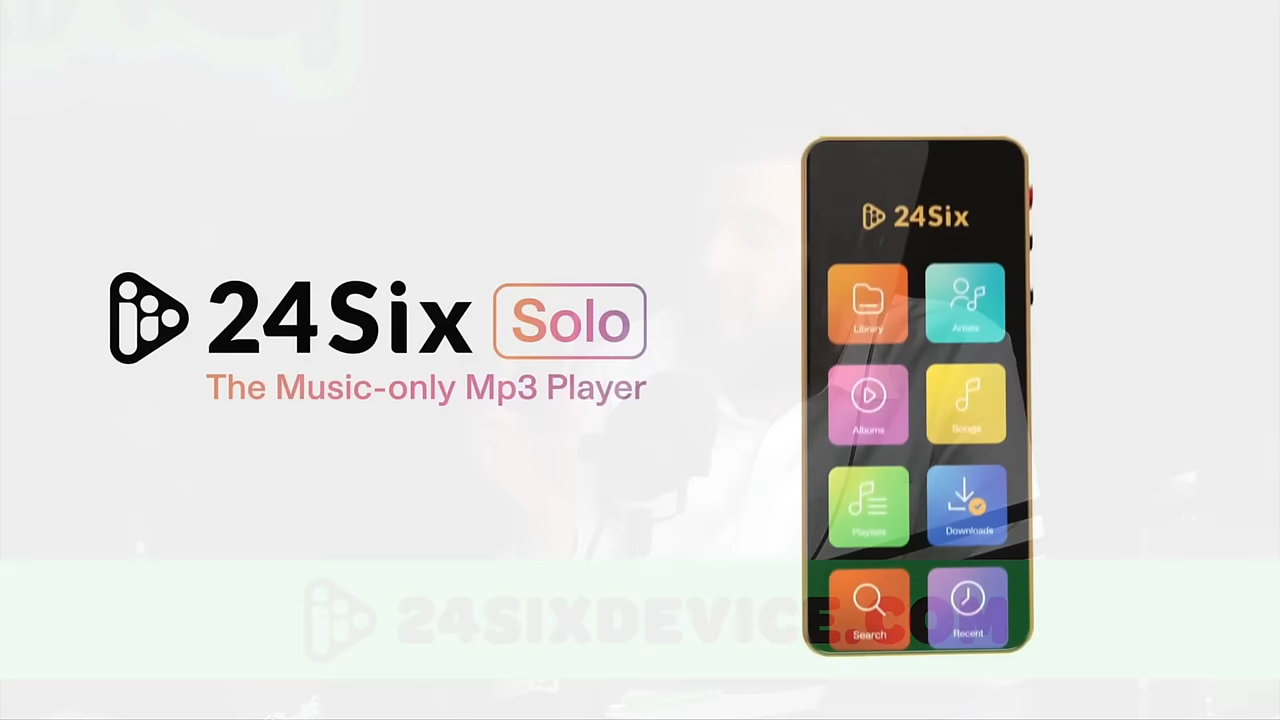 24Six Solo
The Music-only Mp3 Player
24Six
Library
Artists
Albums
Songs
Playlists
Downloads
Search
Recent
24SIXDEVICE.COM